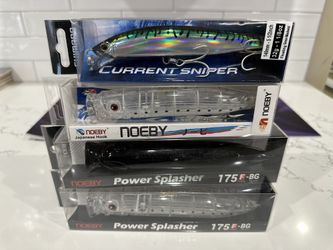 CURRENT SNIPER
NOEBY
NOEBY
Japanese Hook
NOEBY
NOEBY
Power Splasher 175F-BG
NOEBY
Power Splasher 175F-BG